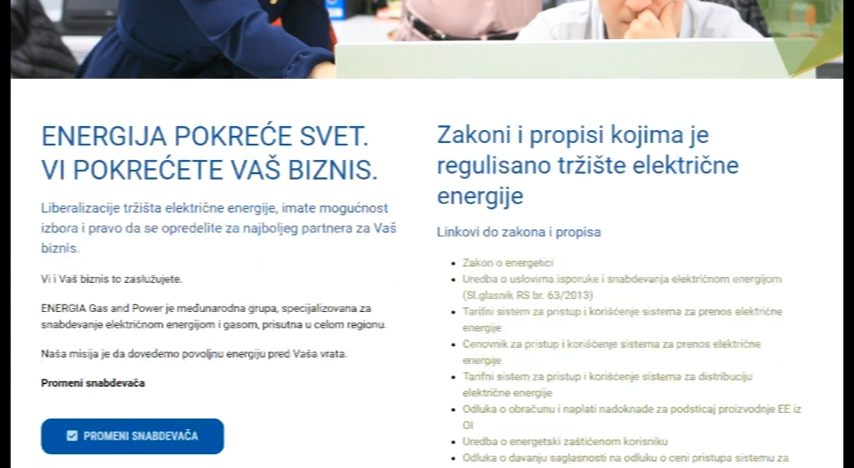 ENERGIJA POKREĆE SVET.
VI POKREĆETE VAŠ BIZNIS.
Liberalizacije tržišta električne energije, imate mogućnost
izbora i pravo da se opredelite za najboljeg partnera za Vaš
biznis.
Vi i Vaš biznis to zaslužujete.
ENERGIA Gas and Power je međunarodna grupa, specijalizovana za
snabdevanje električnom energijom i gasom, prisutna u celom regionu.
Naša misija je da dovedemo povoljnu energiju pred Vaša vrata.
Promeni snabdevača
PROMENI SNABDEVAČA
Zakoni i propisi kojima je
regulisano tržište električne
energije
Linkovi do zakona i propisa
• Zakon o energetici
• Uredba o uslovima isporuke i snabdevanja električnom energijom
(Sl.glasnik RS br. 63/2013)
• Tarifni sistem za pristup i korišćenje sistema za prenos električne
energije
• Cenovnik za pristup i korišćenje sistema za prenos električne
energije
• Tarifni sistem za pristup i korišćenje sistema za distribuciju
električne energije
• Odluka o obračunu i naplati nadoknade za podsticaj proizvodnje EE iz
OI
• Uredba o energetski zaštićenom korisniku
• Odluka o davanju saglasnosti na odluku o ceni pristupa sistemu za